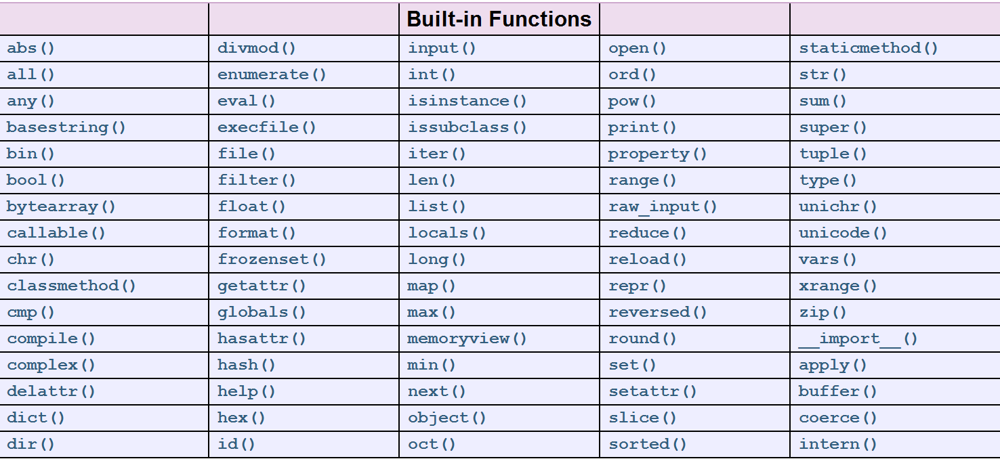 Built-in Functions
abs() divmod() input() open() staticmethod()
all() enumerate() int() ord() str()
any() eval() isinstance() pow() sum()
basestring() execfile() issubclass() print() super()
bin() file() iter() property() tuple()
bool() filter() len() range() type()
bytearray() float() list() raw_input() unichr()
callable() format() locals() reduce() unicode()
chr() frozenset() long() reload() vars()
classmethod() getattr() map() repr() xrange()
cmp() globals() max() reversed() zip()
compile() hasattr() memoryview() round() __import__()
complex() hash() min() set() apply()
delattr() help() next() setattr() buffer()
dict() hex() object() slice() coerce()
dir() id() oct() sorted() intern()